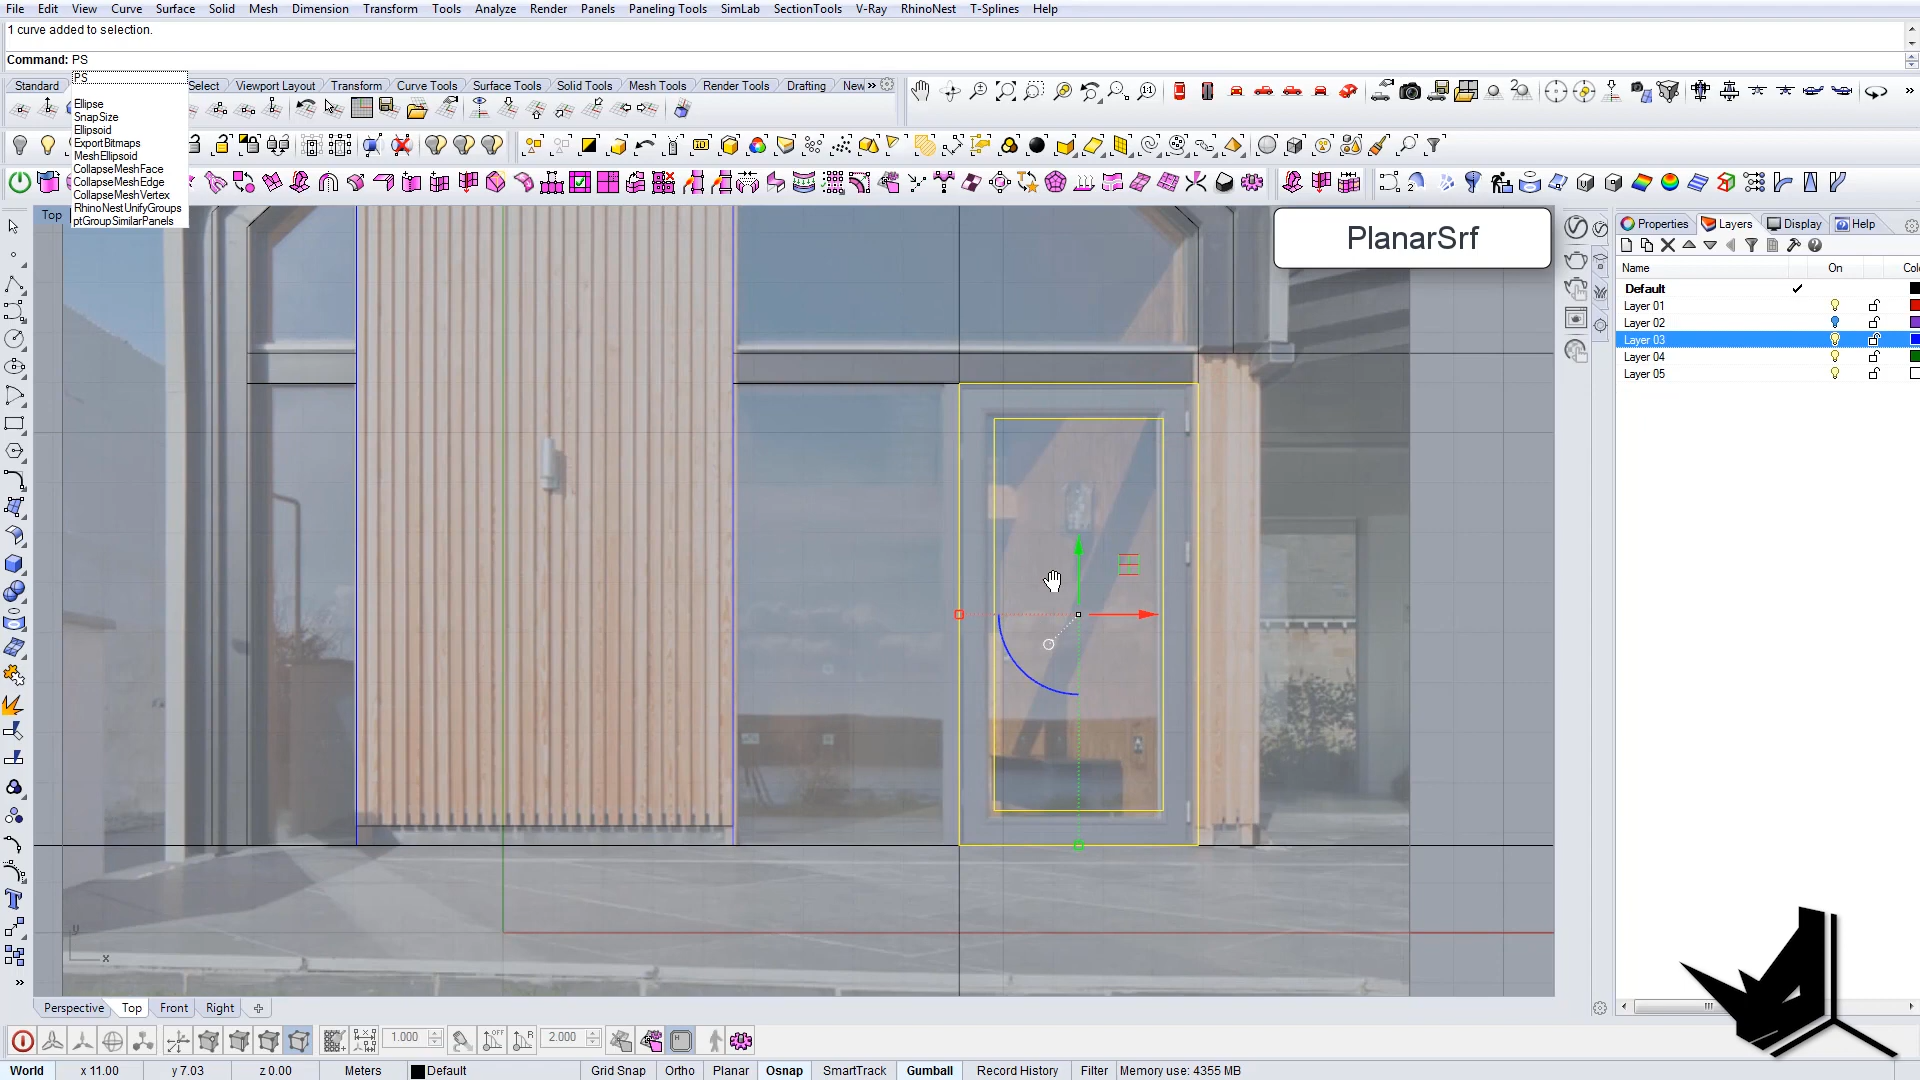 File Edit View Curve Surface Solid Mesh Dimension Transform Tools Analyze Render Panels Paneling Tools SimLab SectionTools V-Ray RhinoNest T-Splines Help
1 curve added to selection.
Command: PS
PS
Ellipse
SnapSize
Ellipsoid
ExportBitmaps
MeshEllipsoid
CollapseMeshFace
CollapseMeshEdge
CollapseMeshVertex
RhinoNestUnifyGroups
ptGroupSimilarPanels
Standard Select Viewport Layout Transform Curve Tools Surface Tools Solid Tools Mesh Tools Render Tools Drafting New »
Top
PlanarSrf
Properties Layers Display Help
Name On Colo
Default
Layer 01
Layer 02
Layer 03
Layer 04
Layer 05
y
x
Perspective Top Front Right
1.000 2.000
World x 11.00 y 7.03 z 0.00 Meters Default Grid Snap Ortho Planar Osnap SmartTrack Gumball Record History Filter Memory use: 4355 MB